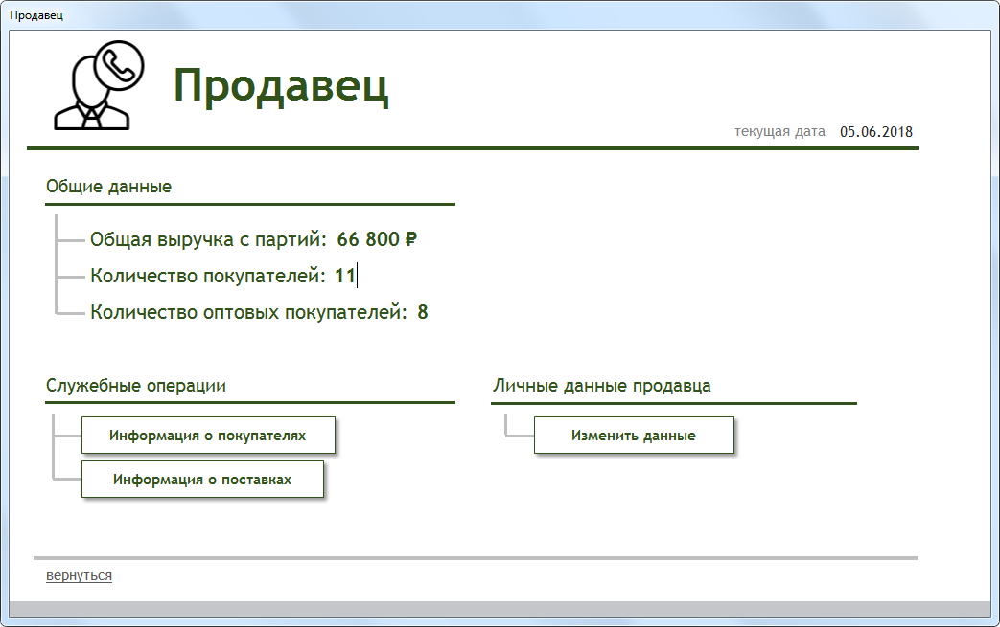 Продавец
Продавец
текущая дата 05.06.2018
Общие данные
Общая выручка с партий: 66 800 ₽
Количество покупателей: 11
Количество оптовых покупателей: 8
Служебные операции
Личные данные продавца
Информация о покупателях
Изменить данные
Информация о поставках
вернуться